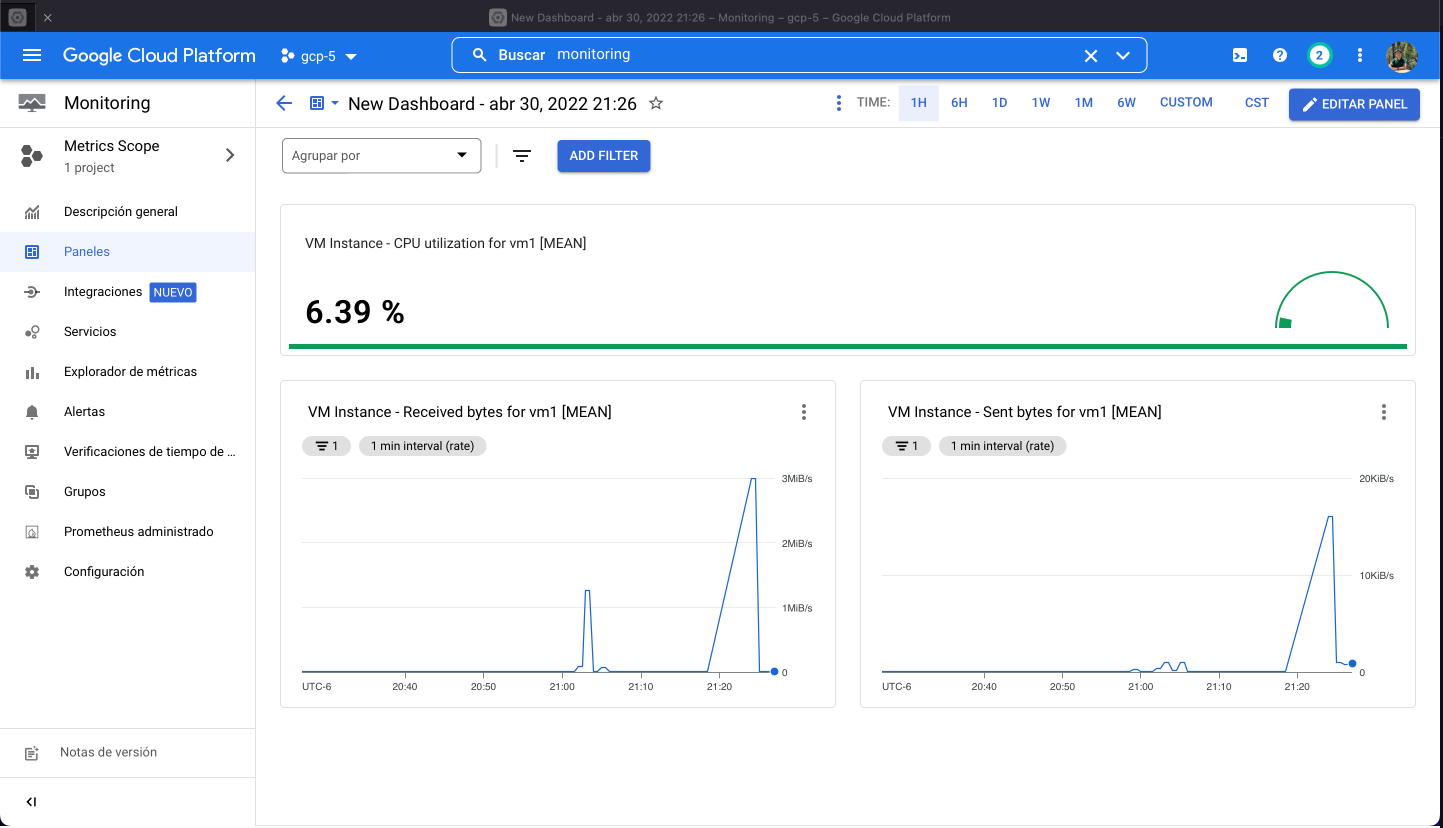 New Dashboard - abr 30, 2022 21:26 – Monitoring – gcp-5 – Google Cloud Platform
Google Cloud Platform
gcp-5
Buscar monitoring
2
Monitoring
New Dashboard - abr 30, 2022 21:26
TIME:
1H
6H
1D
1W
1M
6W
CUSTOM
CST
EDITAR PANEL
Metrics Scope
1 project
Descripción general
Paneles
Integraciones NUEVO
Servicios
Explorador de métricas
Alertas
Verificaciones de tiempo de ...
Grupos
Prometheus administrado
Configuración
Notas de versión
Agrupar por
ADD FILTER
VM Instance - CPU utilization for vm1 [MEAN]
6.39 %
VM Instance - Received bytes for vm1 [MEAN]
1
1 min interval (rate)
3MiB/s
2MiB/s
1MiB/s
0
UTC-6
20:40
20:50
21:00
21:10
21:20
VM Instance - Sent bytes for vm1 [MEAN]
1
1 min interval (rate)
20KiB/s
10KiB/s
0
UTC-6
20:40
20:50
21:00
21:10
21:20